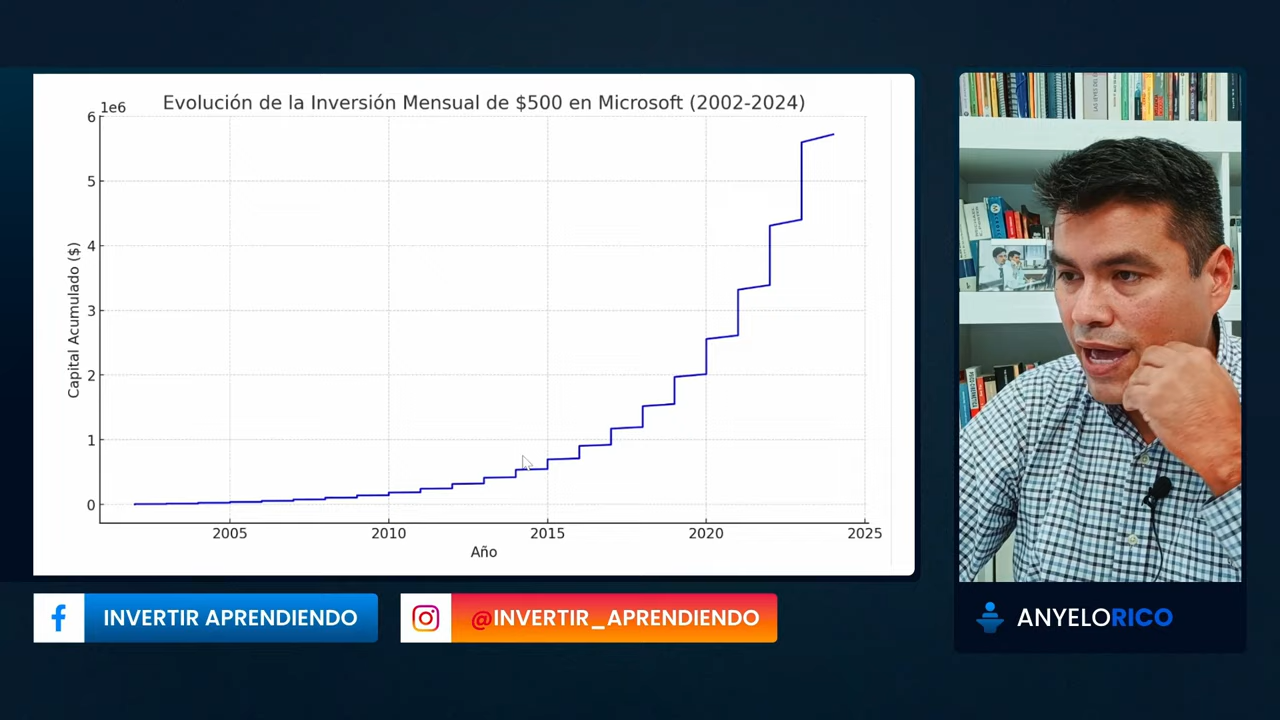 Evolución de la Inversión Mensual de $500 en Microsoft (2002-2024)
1e6
6
5
4
3
2
1
0
Capital Acumulado ($)
2005 2010 2015 2020 2025
Año
INVERTIR APRENDIENDO
@INVERTIR_APRENDIENDO
ANYELORICO